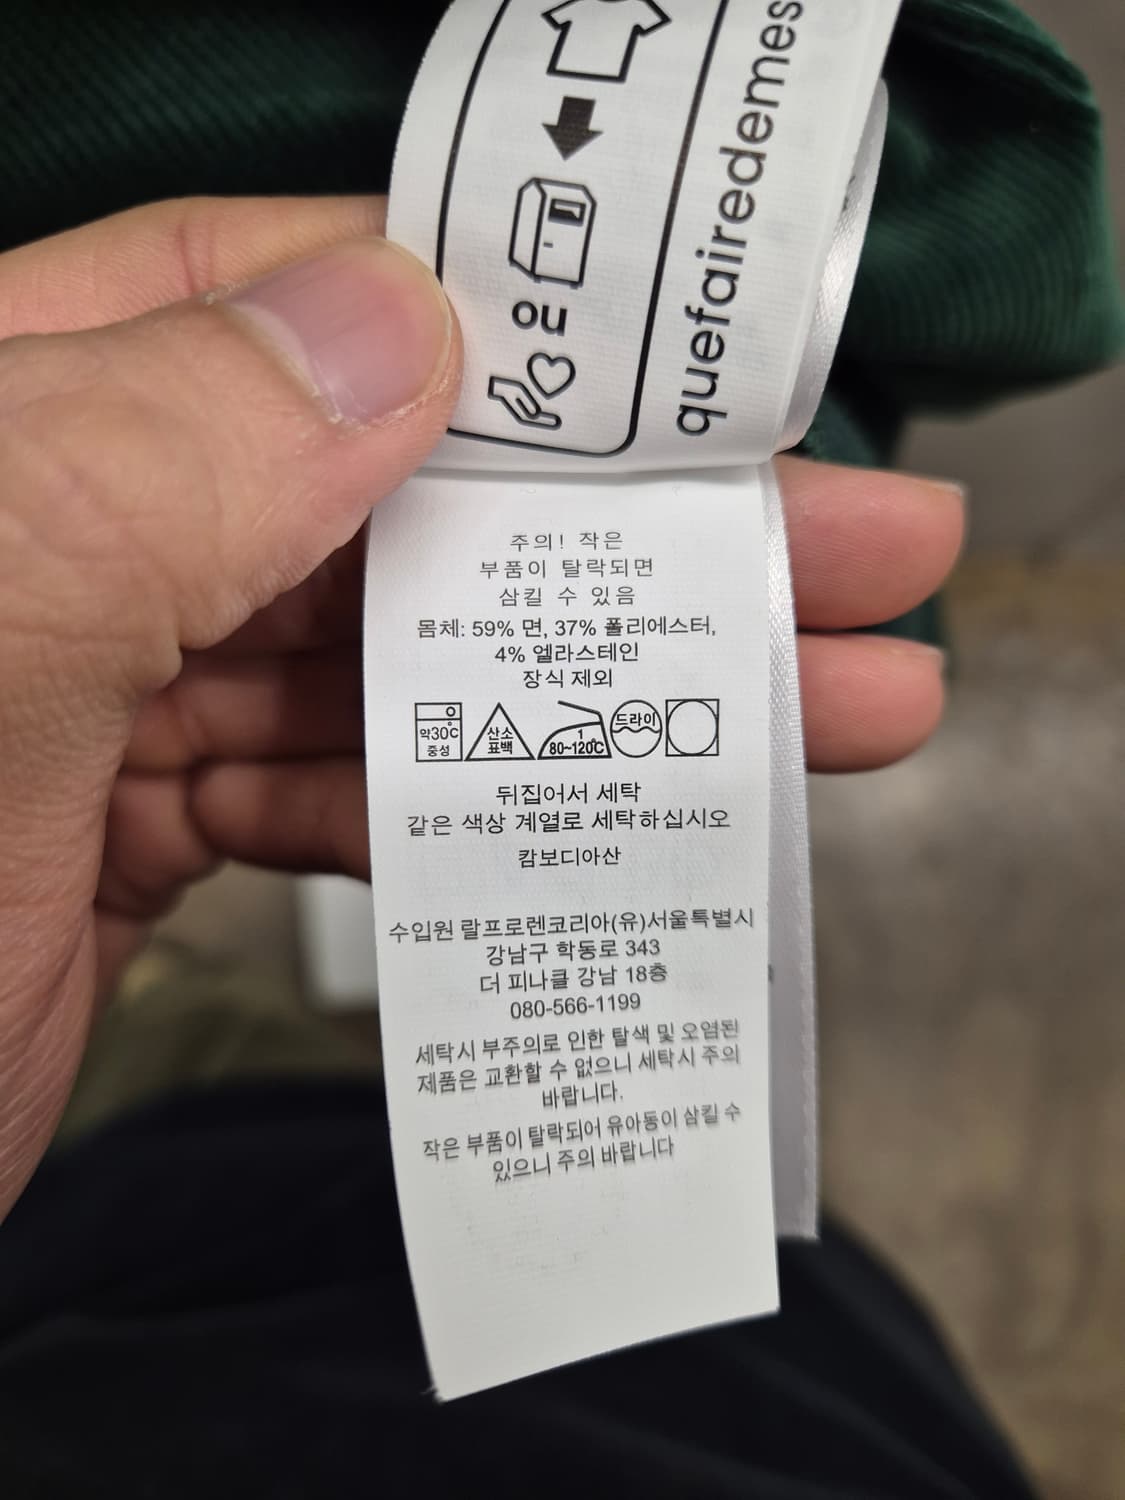 quefairedemes
OU
주의! 작은
부품이 탈락되면
삼킬 수 있음
몸체: 59% 면, 37% 폴리에스터,
4% 엘라스테인
장식 제외
약30℃
중성
산소
표백
1
80~120℃
드라이
뒤집어서 세탁
같은 색상 계열로 세탁하십시오
캄보디아산
수입원 랄프로렌코리아(유)서울특별시
강남구 학동로 343
더 피나클 강남 18층
080-566-1199
세탁시 부주의로 인한 탈색 및 오염된
제품은 교환할 수 없으니 세탁시 주의
바랍니다.
작은 부품이 탈락되어 유아동이 삼킬 수
있으니 주의 바랍니다